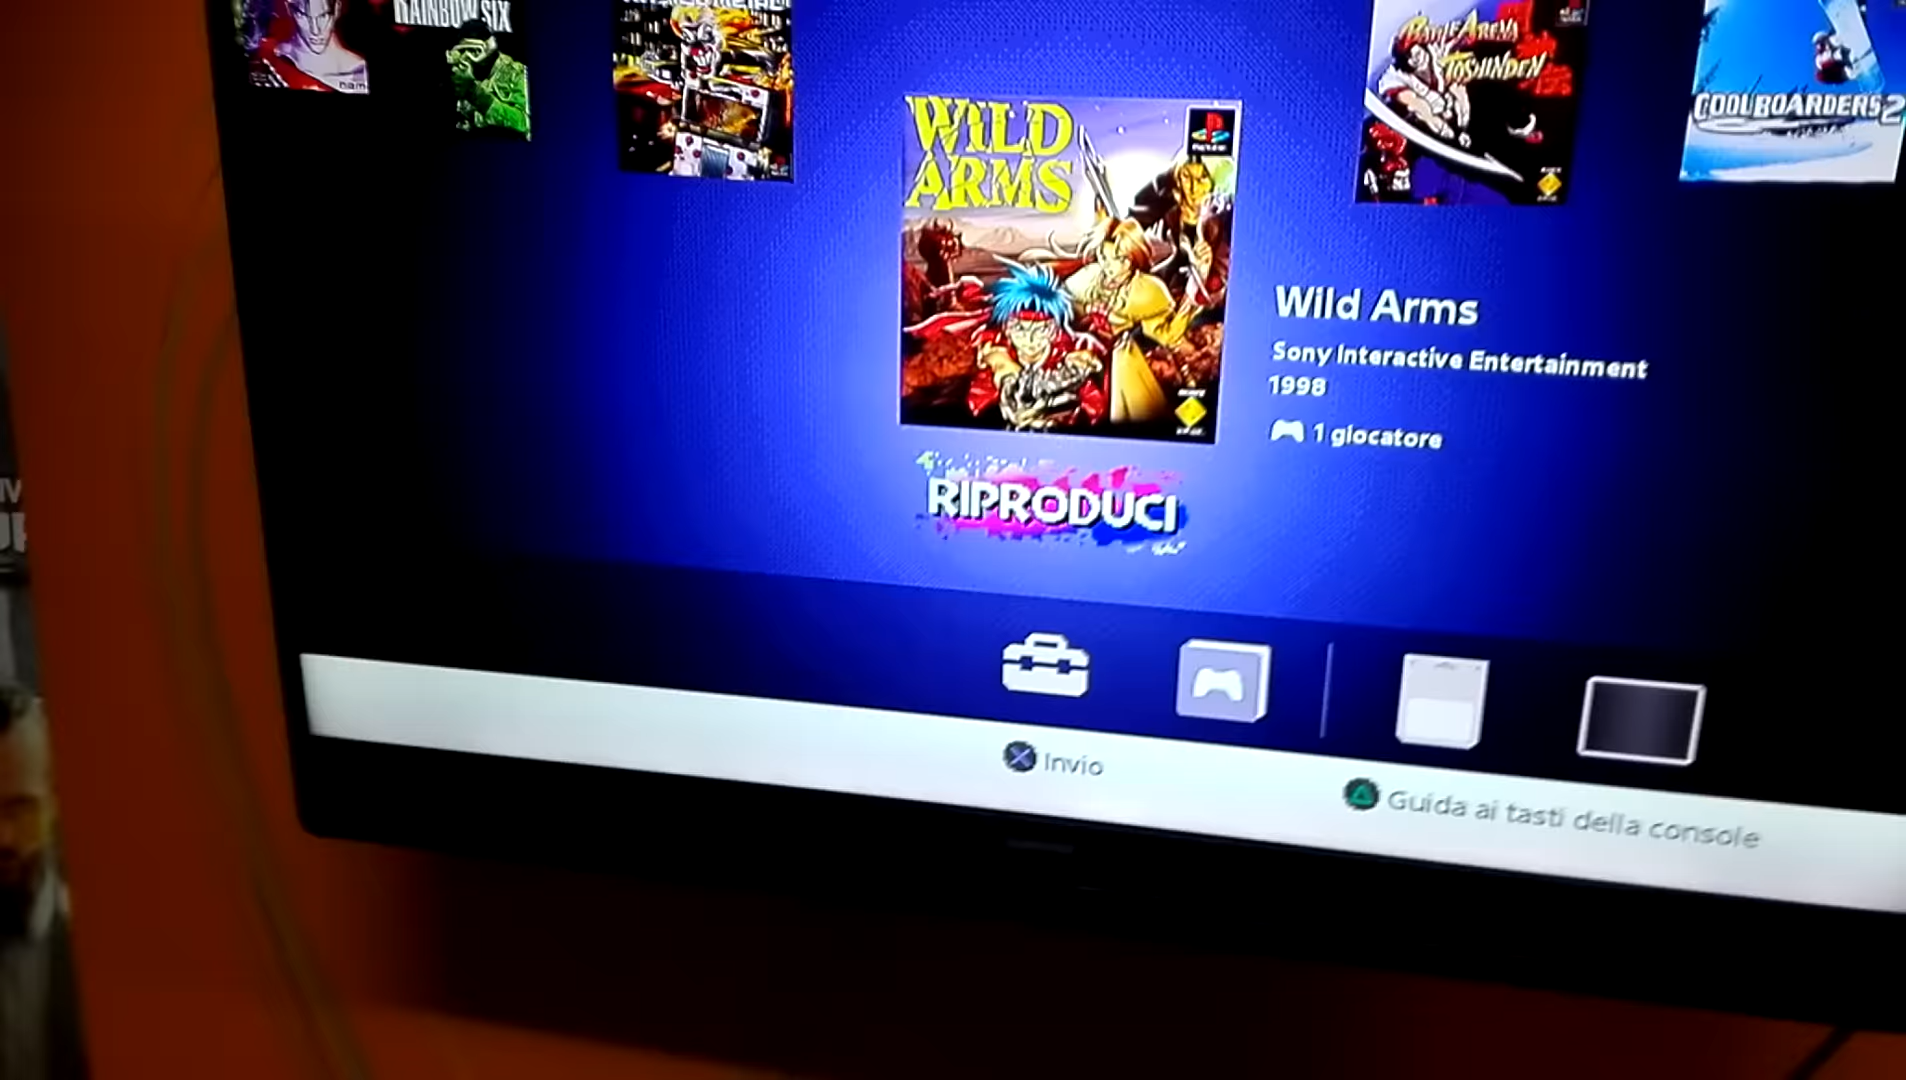 RAINBOW SIX
BATTLE ARENA
TOSHINDEN
COOLBOARDERS 2
WILD
ARMS
Wild Arms
Sony Interactive Entertainment
1998
1 giocatore
RIPRODUCI
Invio
Guida ai tasti della console